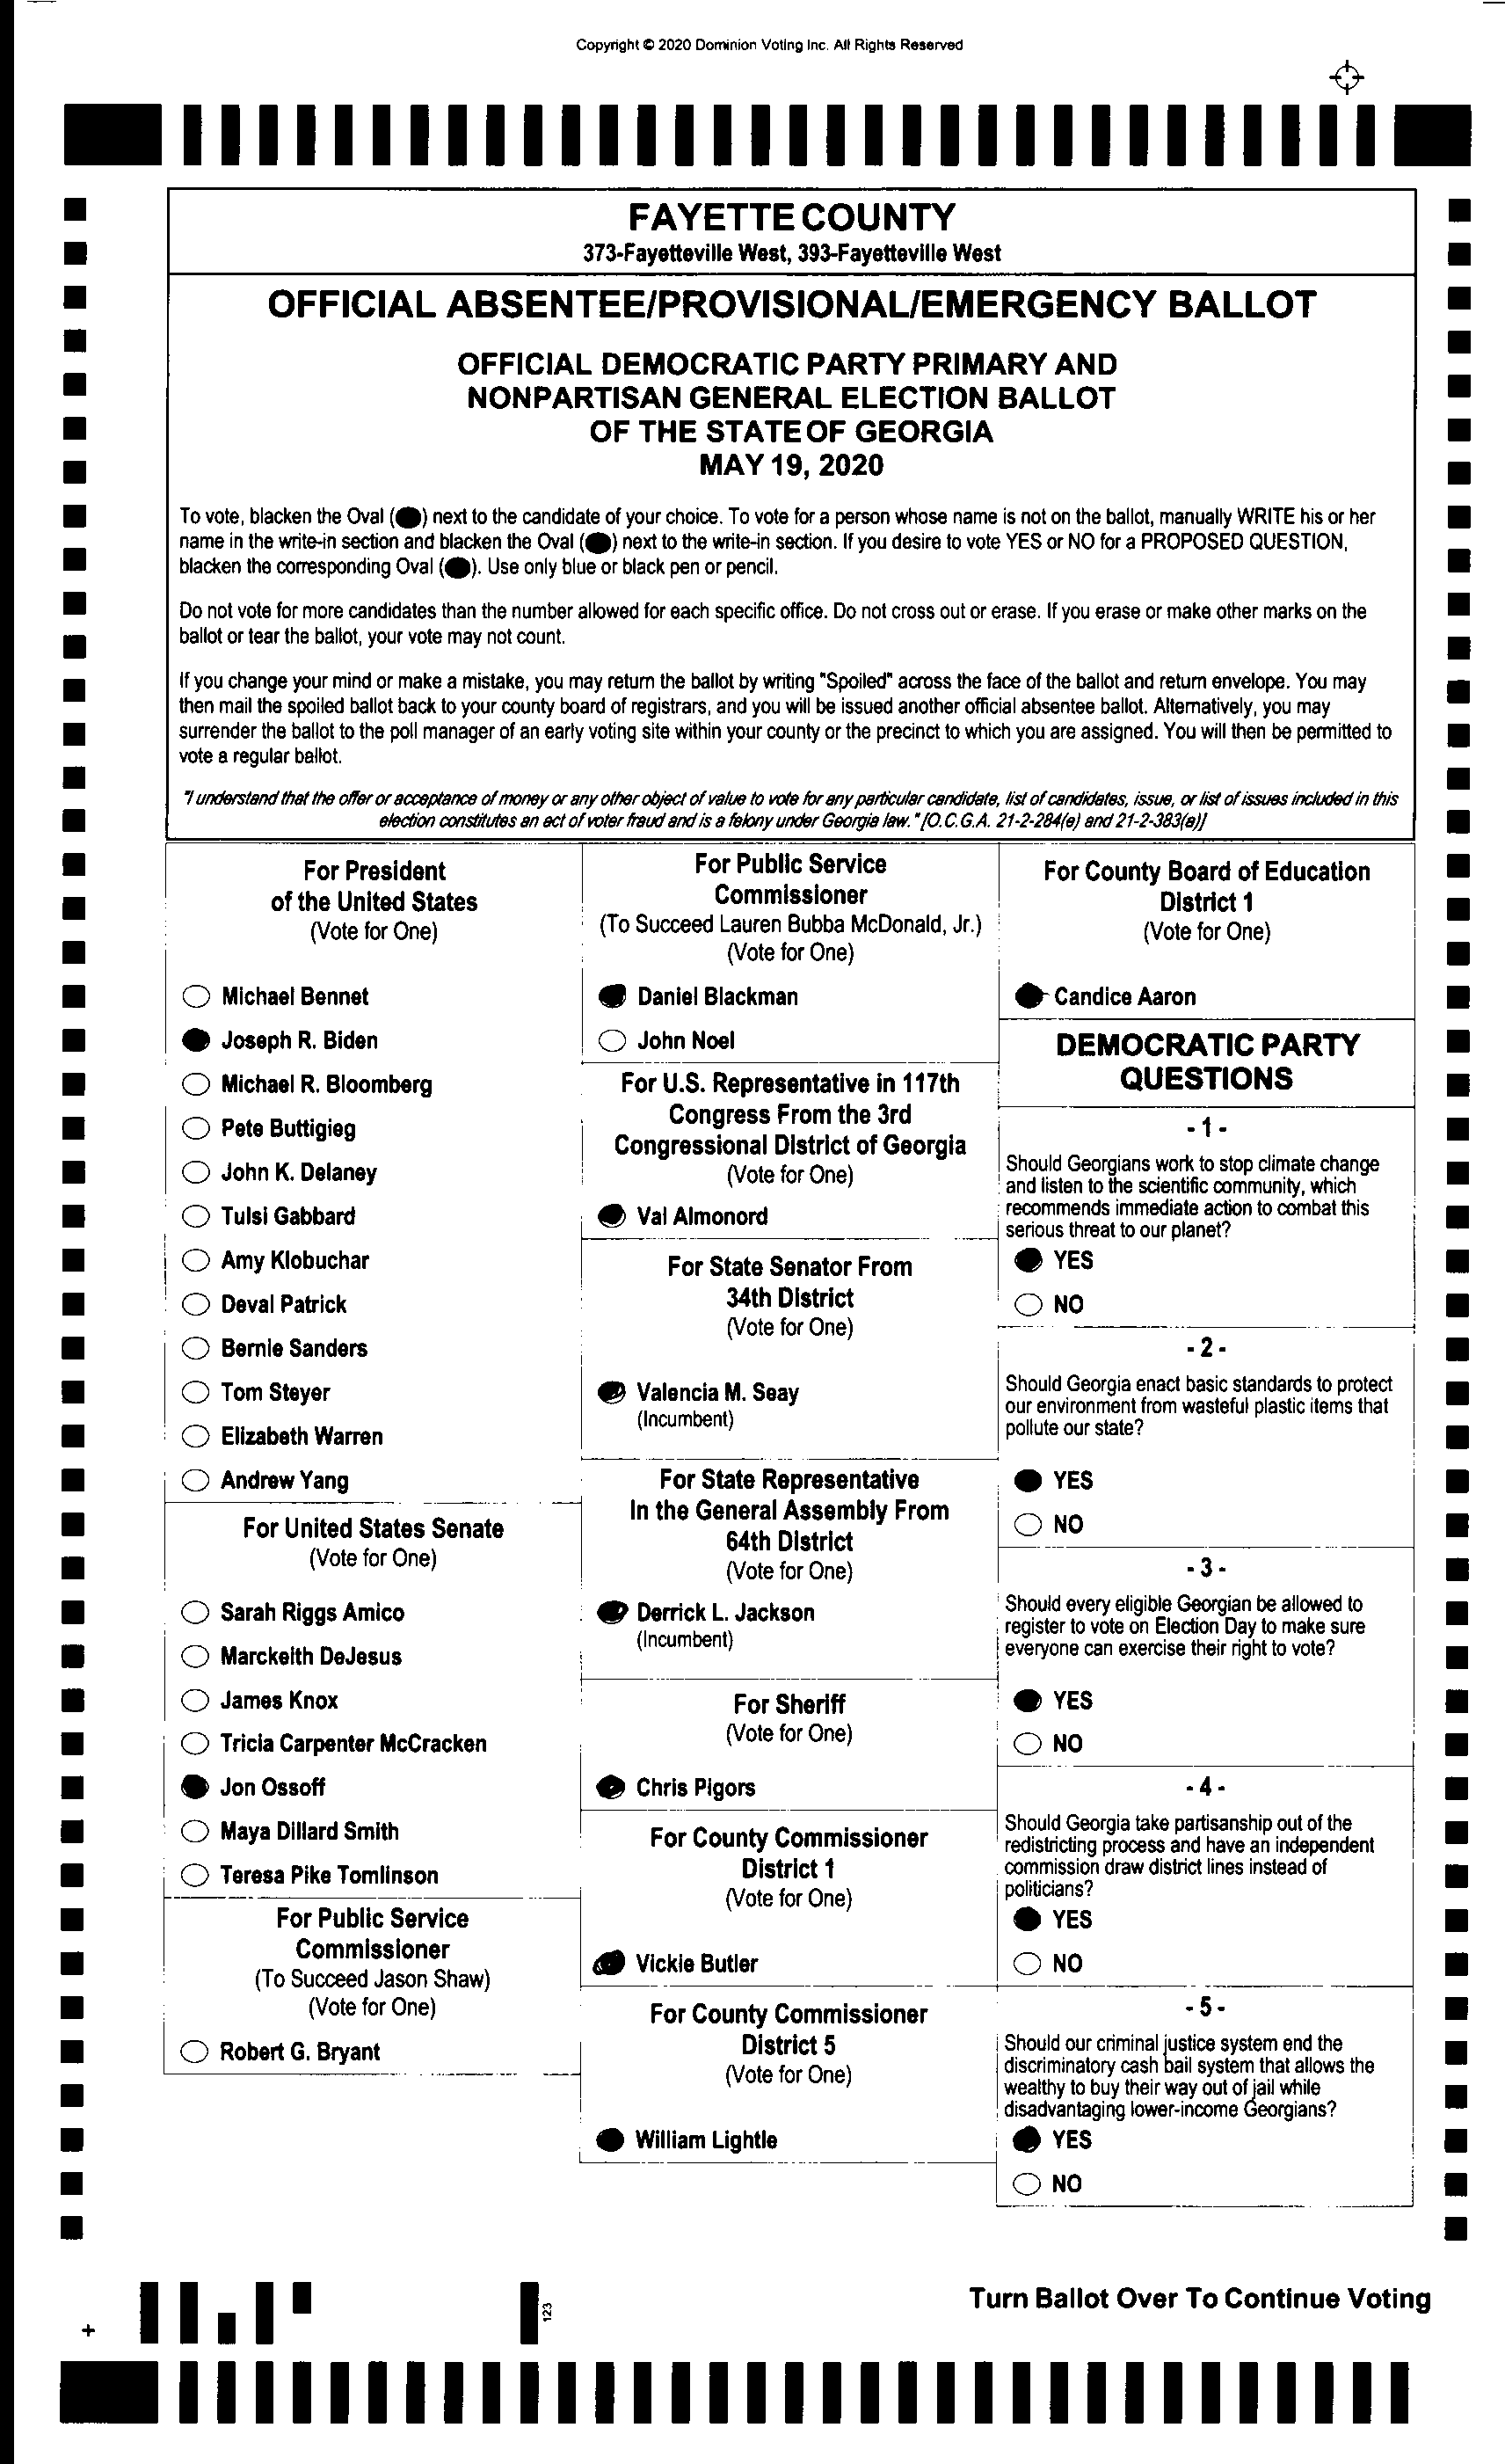 Copyright © 2020 Dominion Voting Inc. All Rights Reserved
FAYETTE COUNTY
373-Fayetteville West, 393-Fayetteville West
OFFICIAL ABSENTEE/PROVISIONAL/EMERGENCY BALLOT
OFFICIAL DEMOCRATIC PARTY PRIMARY AND
NONPARTISAN GENERAL ELECTION BALLOT
OF THE STATE OF GEORGIA
MAY 19, 2020
To vote, blacken the Oval (●) next to the candidate of your choice. To vote for a person whose name is not on the ballot, manually WRITE his or her
name in the write-in section and blacken the Oval (●) next to the write-in section. If you desire to vote YES or NO for a PROPOSED QUESTION,
blacken the corresponding Oval (●). Use only blue or black pen or pencil.
Do not vote for more candidates than the number allowed for each specific office. Do not cross out or erase. If you erase or make other marks on the
ballot or tear the ballot, your vote may not count.
If you change your mind or make a mistake, you may return the ballot by writing "Spoiled" across the face of the ballot and return envelope. You may
then mail the spoiled ballot back to your county board of registrars, and you will be issued another official absentee ballot. Alternatively, you may
surrender the ballot to the poll manager of an early voting site within your county or the precinct to which you are assigned. You will then be permitted to
vote a regular ballot.
"I understand that the offer or acceptance of money or any other object of value to vote for any particular candidate, list of candidates, issue, or list of issues included in this
election constitutes an act of voter fraud and is a felony under Georgia law." [O.C.G.A. 21-2-284(e) and 21-2-383(a)]
For President
of the United States
(Vote for One)
Michael Bennet
Joseph R. Biden
Michael R. Bloomberg
Pete Buttigieg
John K. Delaney
Tulsi Gabbard
Amy Klobuchar
Deval Patrick
Bernie Sanders
Tom Steyer
Elizabeth Warren
Andrew Yang
For United States Senate
(Vote for One)
Sarah Riggs Amico
Marckeith DeJesus
James Knox
Tricia Carpenter McCracken
Jon Ossoff
Maya Dillard Smith
Teresa Pike Tomlinson
For Public Service
Commissioner
(To Succeed Jason Shaw)
(Vote for One)
Robert G. Bryant
For Public Service
Commissioner
(To Succeed Lauren Bubba McDonald, Jr.)
(Vote for One)
Daniel Blackman
John Noel
For U.S. Representative in 117th
Congress From the 3rd
Congressional District of Georgia
(Vote for One)
Val Almonord
For State Senator From
34th District
(Vote for One)
Valencia M. Seay
(Incumbent)
For State Representative
In the General Assembly From
64th District
(Vote for One)
Derrick L. Jackson
(Incumbent)
For Sheriff
(Vote for One)
Chris Pigors
For County Commissioner
District 1
(Vote for One)
Vickie Butler
For County Commissioner
District 5
(Vote for One)
William Lightle
For County Board of Education
District 1
(Vote for One)
Candice Aaron
DEMOCRATIC PARTY
QUESTIONS
- 1 -
Should Georgians work to stop climate change
and listen to the scientific community, which
recommends immediate action to combat this
serious threat to our planet?
YES
NO
- 2 -
Should Georgia enact basic standards to protect
our environment from wasteful plastic items that
pollute our state?
YES
NO
- 3 -
Should every eligible Georgian be allowed to
register to vote on Election Day to make sure
everyone can exercise their right to vote?
YES
NO
- 4 -
Should Georgia take partisanship out of the
redistricting process and have an independent
commission draw district lines instead of
politicians?
YES
NO
- 5 -
Should our criminal justice system end the
discriminatory cash bail system that allows the
wealthy to buy their way out of jail while
disadvantaging lower-income Georgians?
YES
NO
Turn Ballot Over To Continue Voting
123
+